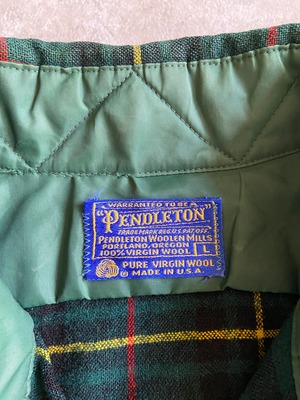 WARRANTED TO BE A
"PENDLETON"
TRADEMARK REG. U.S. PAT. OFF.
PENDLETON WOOLEN MILLS
PORTLAND, OREGON
100% VIRGIN WOOL L
PURE VIRGIN WOOL
MADE IN U.S.A.